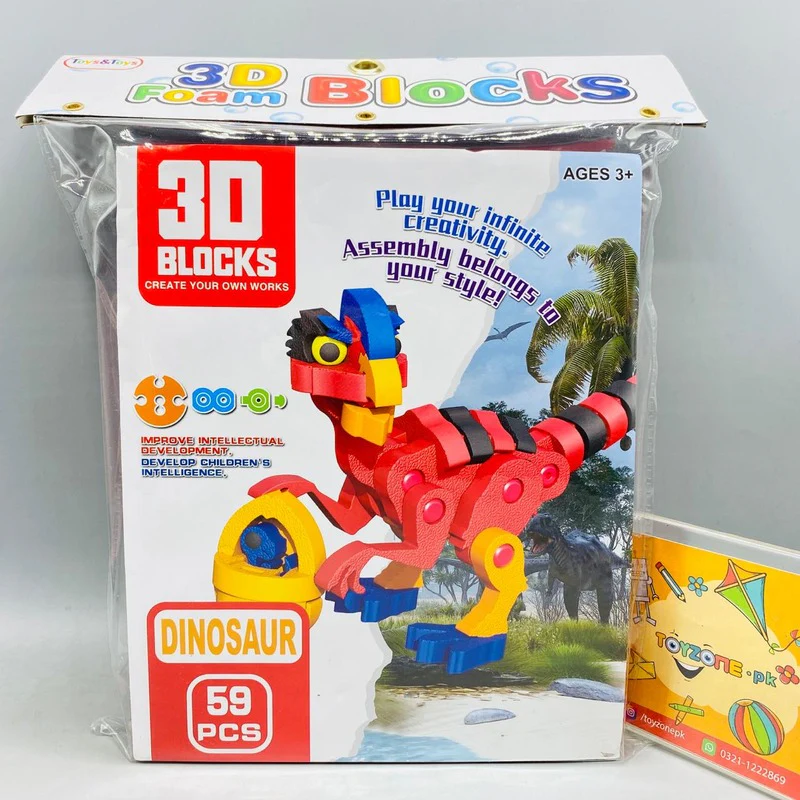 Toys&Toys
3D
Foam Blocks
3D
BLOCKS
CREATE YOUR OWN WORKS
AGES 3+
Play your infinite
creativity.
Assembly belongs to
your style!
IMPROVE INTELLECTUAL
DEVELOPMENT.
DEVELOP CHILDREN'S
INTELLIGENCE.
DINOSAUR
59
PCS
TOYZONE.pk
/toyzonepk
0321-1222869